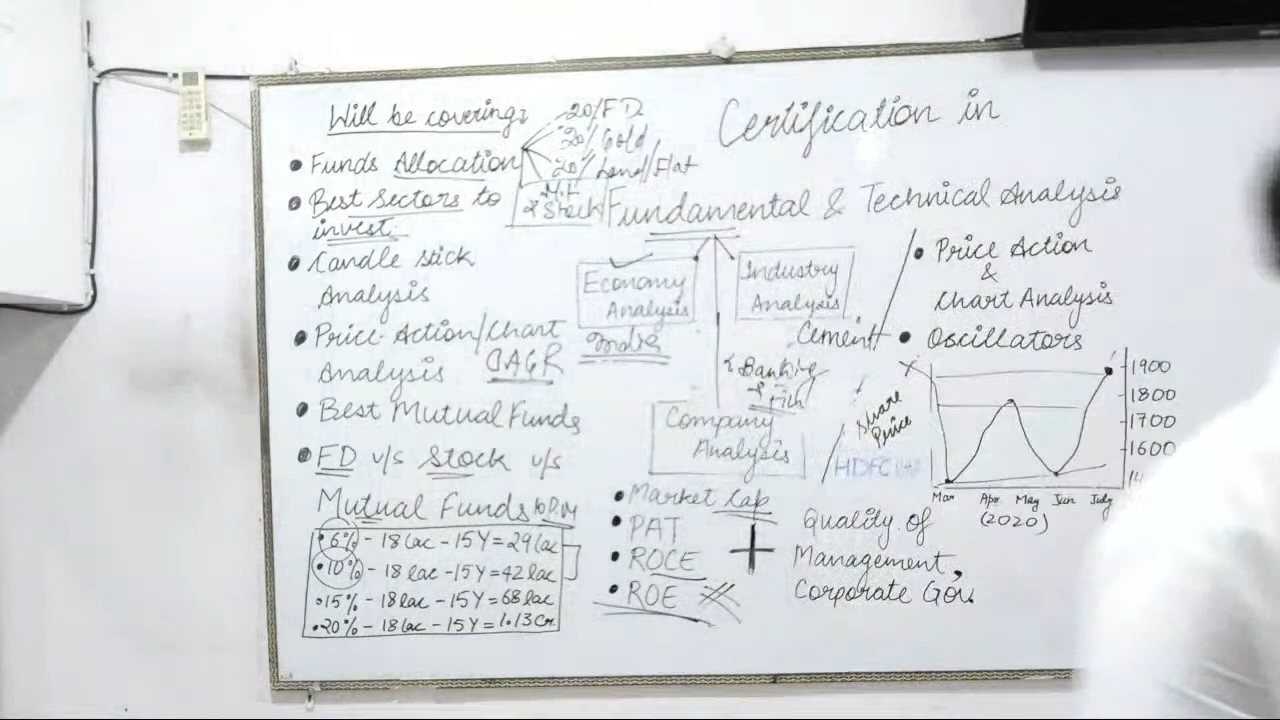 Will be covering:
20/FD
20% Gold
20% Land/Flat
M.F
& Stock
• Funds Allocation
• Best Sectors to
invest.
• Candle stick
Analysis
• Price Action/Chart
Analysis CAGR
• Best Mutual Funds
• FD v/s Stock v/s
Mutual Funds 10 P.M
• 6% - 18 lac - 15Y = 29 lac
• 10% - 18 lac - 15Y = 42 lac
• 15% - 18 lac - 15Y = 68 lac
• 20% - 18 lac - 15Y = 1.13 Cr.
Certification in
Fundamental & Technical Analysis
Economy
Analysis
India
Industry
Analysis
Cement
Banking
Company
Analysis
• Market Cap
• PAT
• ROCE
• ROE
+
Quality of
Management,
Corporate Gov.
• Price Action
&
Chart Analysis
• Oscillators
Share
Price
HDFC
1900
1800
1700
1600
Mar Apr May Jun July
(2020)